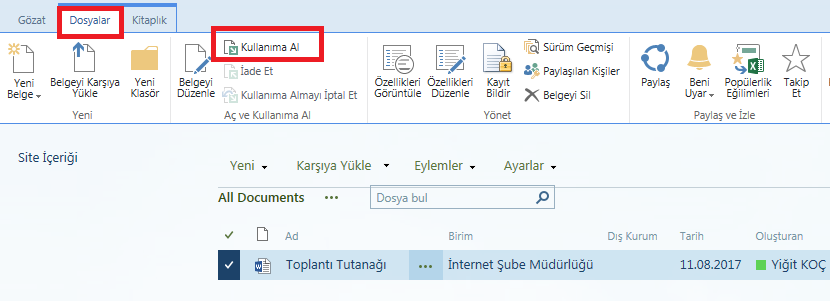 Gözat Dosyalar Kitaplık
Yeni Belge
Belgeyi Karşıya Yükle
Yeni Klasör
Yeni
Belgeyi Düzenle
Kullanıma Al
İade Et
Kullanıma Almayı İptal Et
Aç ve Kullanıma Al
Özellikleri Görüntüle
Özellikleri Düzenle
Kayıt Bildir
Sürüm Geçmişi
Paylaşılan Kişiler
Belgeyi Sil
Yönet
Paylaş
Beni Uyar
Popülerlik Eğilimleri
Takip Et
Paylaş ve İzle
Site İçeriği
Yeni Karşıya Yükle Eylemler Ayarlar
All Documents ••• Dosya bul
Ad Birim Dış Kurum Tarih Oluşturan
Toplantı Tutanağı ••• İnternet Şube Müdürlüğü 11.08.2017 Yiğit KOÇ